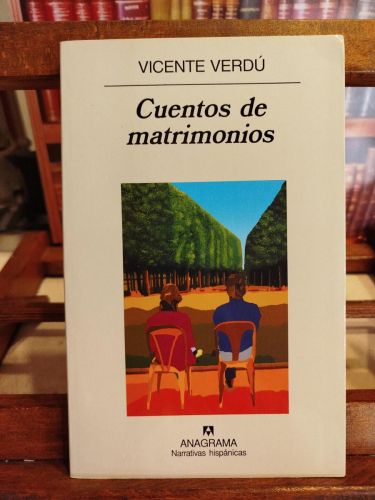 VICENTE VERDÚ
Cuentos de
matrimonios
ANAGRAMA
Narrativas hispánicas